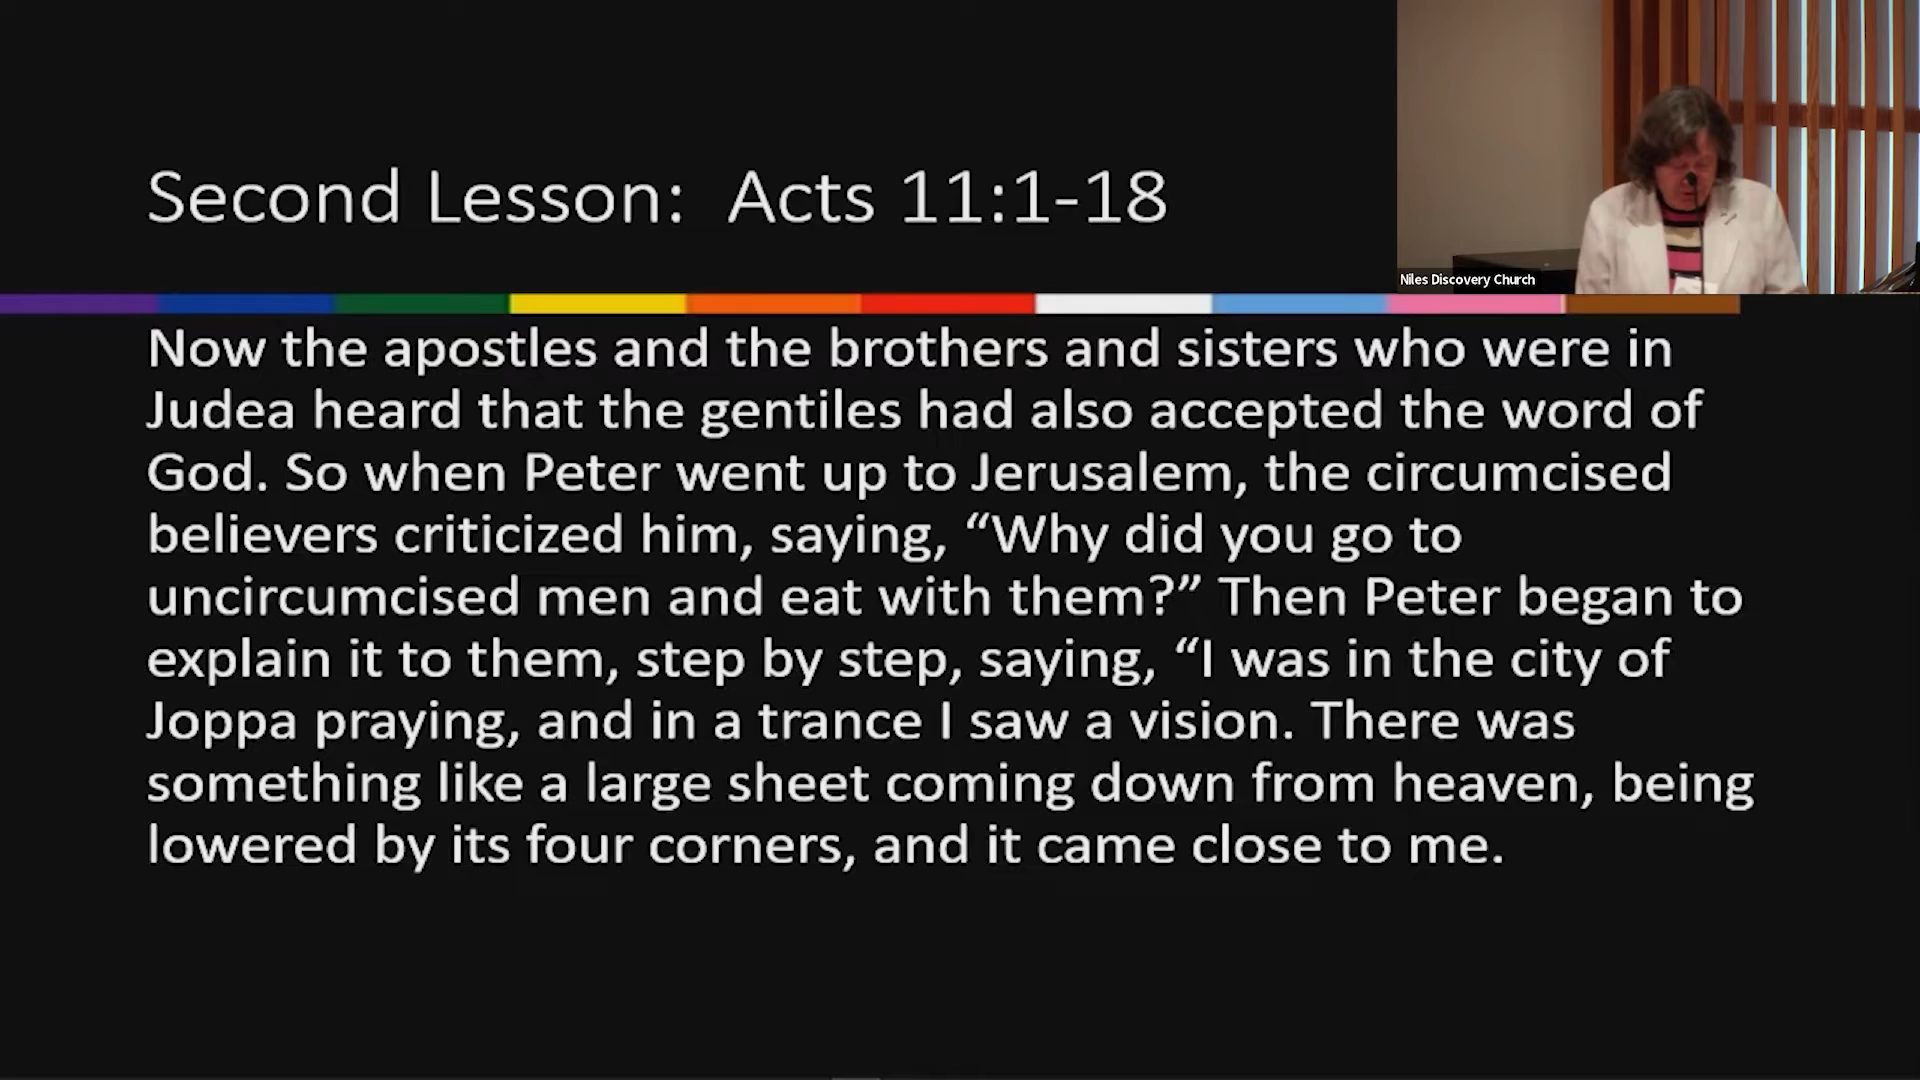 Second Lesson:  Acts 11:1-18
Niles Discovery Church
Now the apostles and the brothers and sisters who were in
Judea heard that the gentiles had also accepted the word of
God. So when Peter went up to Jerusalem, the circumcised
believers criticized him, saying, “Why did you go to
uncircumcised men and eat with them?” Then Peter began to
explain it to them, step by step, saying, “I was in the city of
Joppa praying, and in a trance I saw a vision. There was
something like a large sheet coming down from heaven, being
lowered by its four corners, and it came close to me.